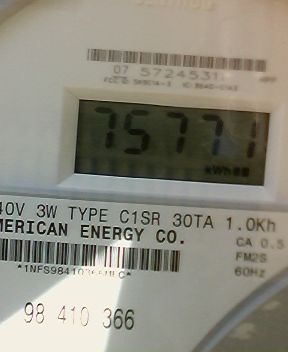 07 5724531
75771
kWh
40V 3W TYPE C1SR 30TA 1.0Kh
MERICAN ENERGY CO.
CA 0.5
FM2S
60Hz
98 410 366